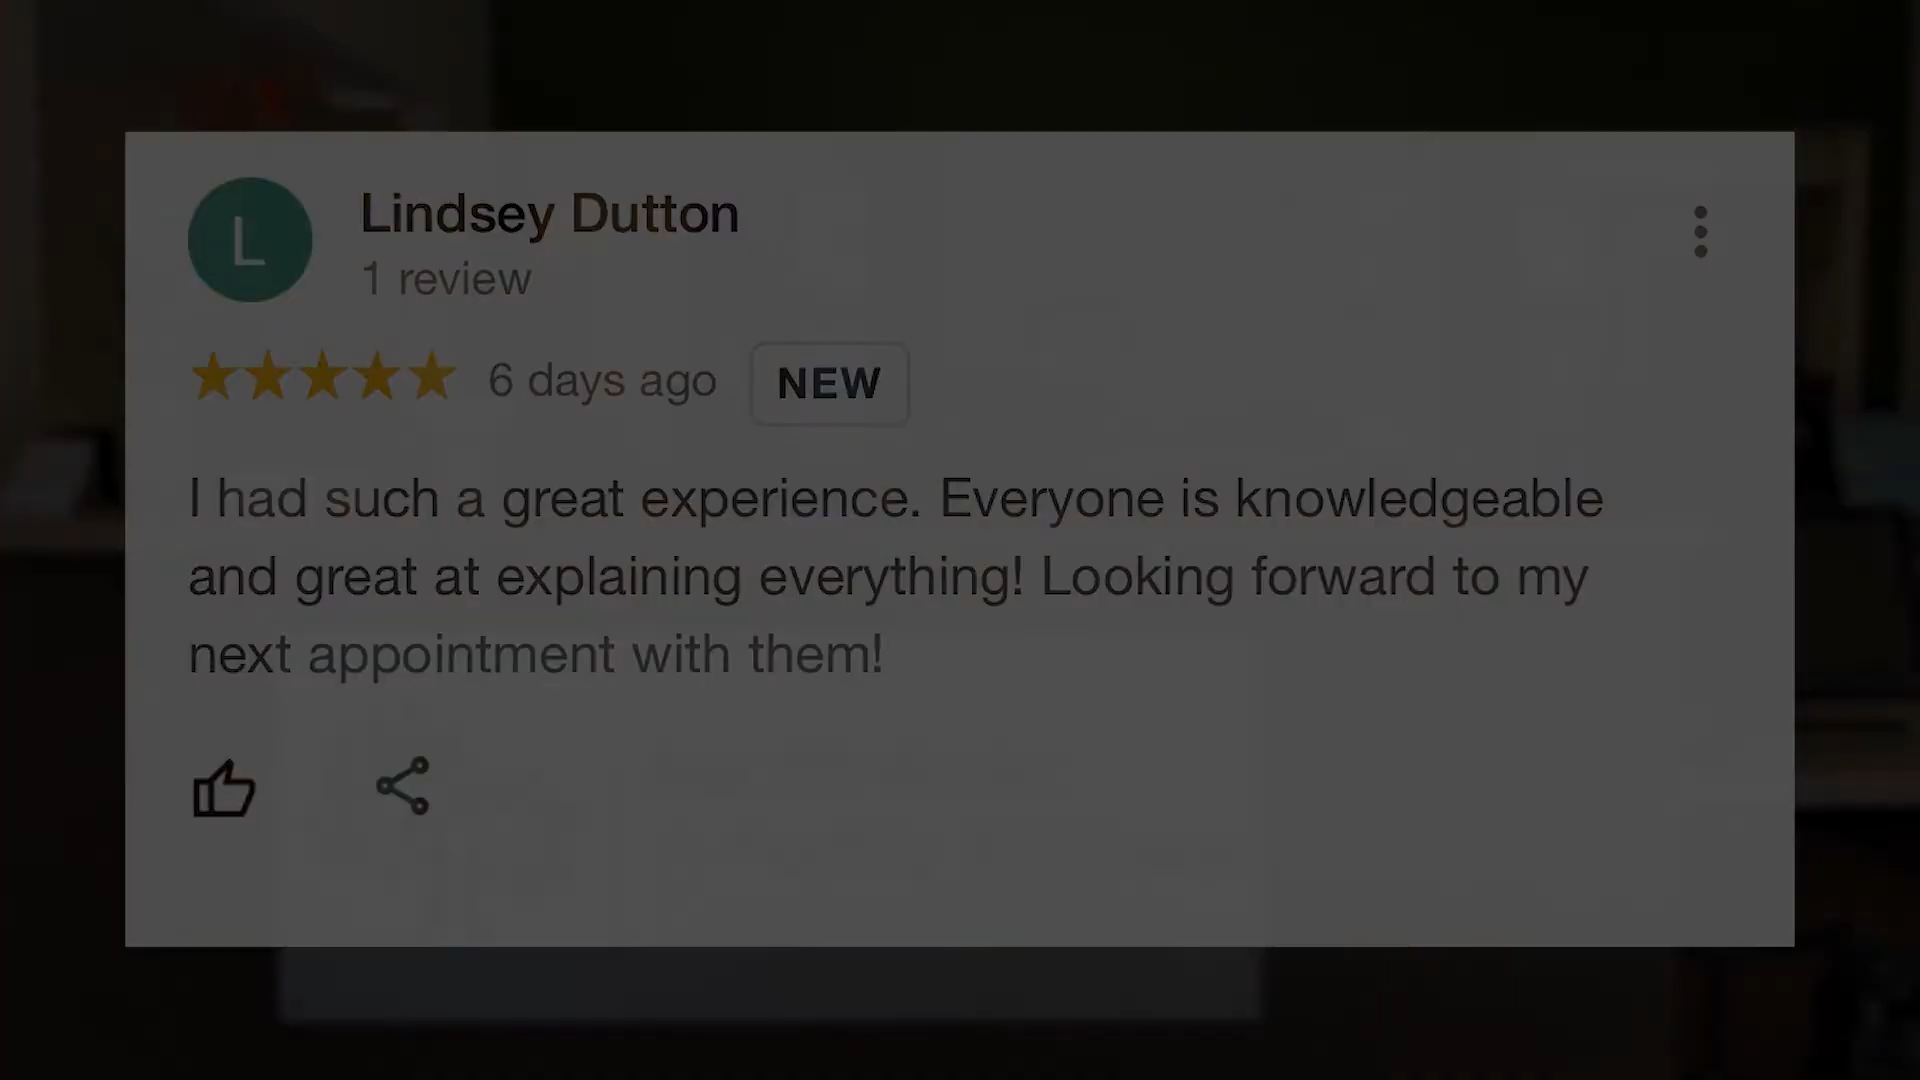 L
Lindsey Dutton
1 review
6 days ago NEW
I had such a great experience. Everyone is knowledgeable
and great at explaining everything! Looking forward to my
next appointment with them!